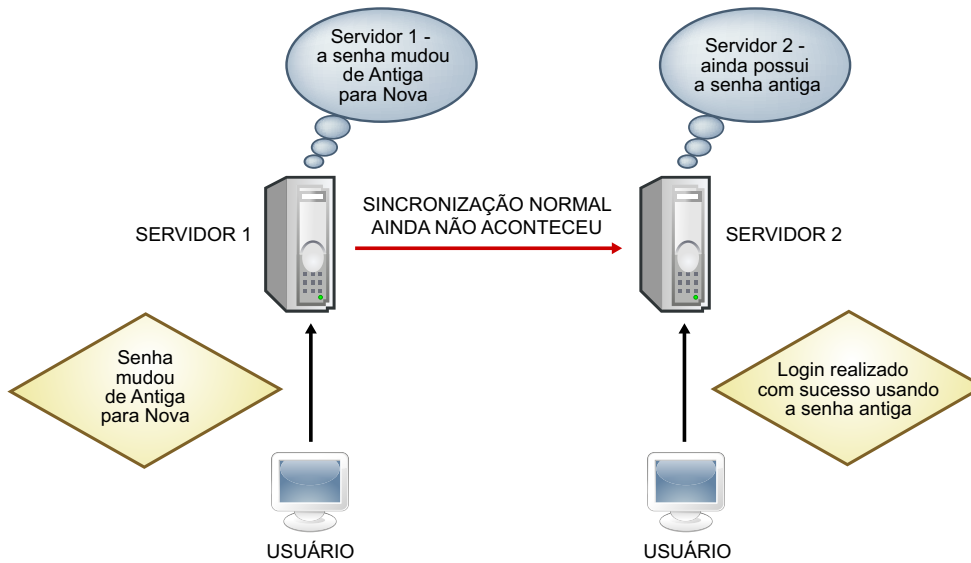 Servidor 1 -
a senha mudou
de Antiga
para Nova
Servidor 2 -
ainda possui
a senha antiga
SINCRONIZAÇÃO NORMAL
AINDA NÃO ACONTECEU
SERVIDOR 1
SERVIDOR 2
Senha
mudou
de Antiga
para Nova
Login realizado
com sucesso usando
a senha antiga
USUÁRIO
USUÁRIO